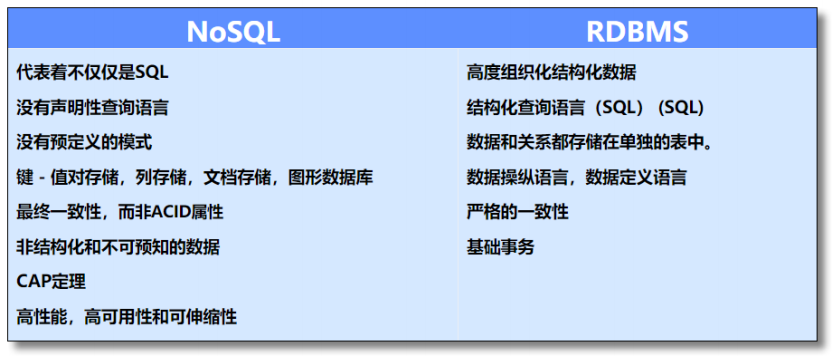 NoSQL
RDBMS
代表着不仅仅是SQL
高度组织化结构化数据
没有声明性查询语言
结构化查询语言（SQL） (SQL)
没有预定义的模式
数据和关系都存储在单独的表中。
键 - 值对存储，列存储，文档存储，图形数据库
数据操纵语言，数据定义语言
最终一致性，而非ACID属性
严格的一致性
非结构化和不可预知的数据
基础事务
CAP定理
高性能，高可用性和可伸缩性